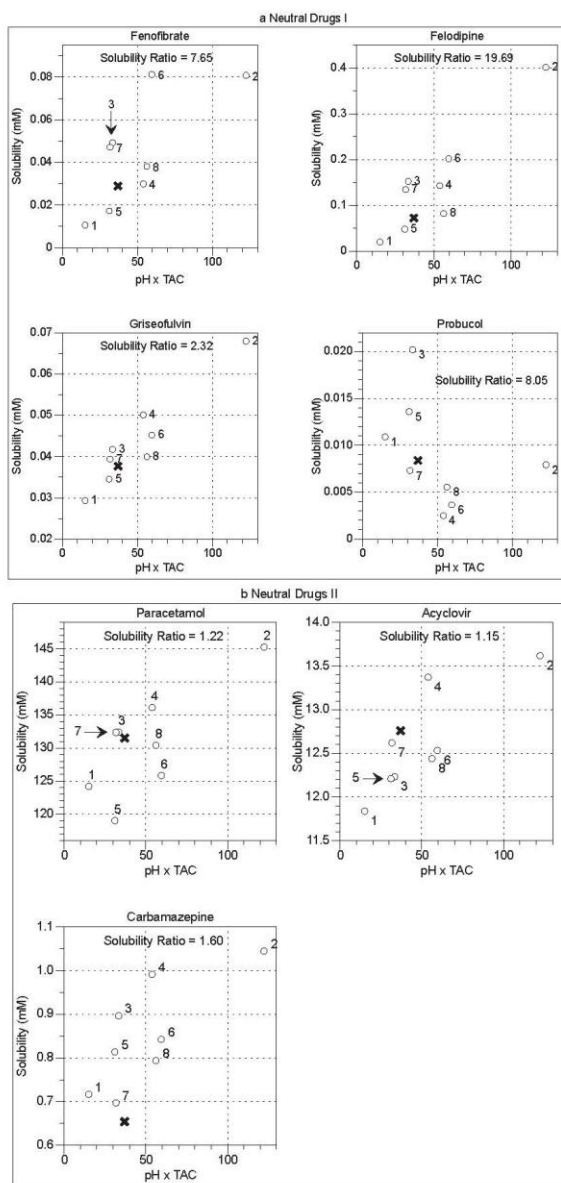 a Neutral Drugs I
Fenofibrate
Solubility Ratio = 7.65
0.08
0.06
0.04
0.02
0
Solubility (mM)
6
2
3
7
8
4
5
1
0 50 100
pH x TAC
Felodipine
Solubility Ratio = 19.69
0.4
0.3
0.2
0.1
0
Solubility (mM)
2
6
3
7
4
8
5
1
0 50 100
pH x TAC
Griseofulvin
Solubility Ratio = 2.32
0.07
0.06
0.05
0.04
0.03
0.02
Solubility (mM)
2
4
6
3
7
8
5
1
0 50 100
pH x TAC
Probucol
Solubility Ratio = 8.05
0.020
0.015
0.010
0.005
0
Solubility (mM)
3
5
1
7
2
8
6
4
0 50 100
pH x TAC
b Neutral Drugs II
Paracetamol
Solubility Ratio = 1.22
145
140
135
130
125
120
Solubility (mM)
2
4
7
3
8
6
1
5
0 50 100
pH x TAC
Acyclovir
Solubility Ratio = 1.15
14.0
13.5
13.0
12.5
12.0
11.5
Solubility (mM)
2
4
7
6
8
5
3
1
0 50 100
pH x TAC
Carbamazepine
Solubility Ratio = 1.60
1.1
1.0
0.9
0.8
0.7
0.6
Solubility (mM)
2
4
3
6
5
8
1
7
0 50 100
pH x TAC